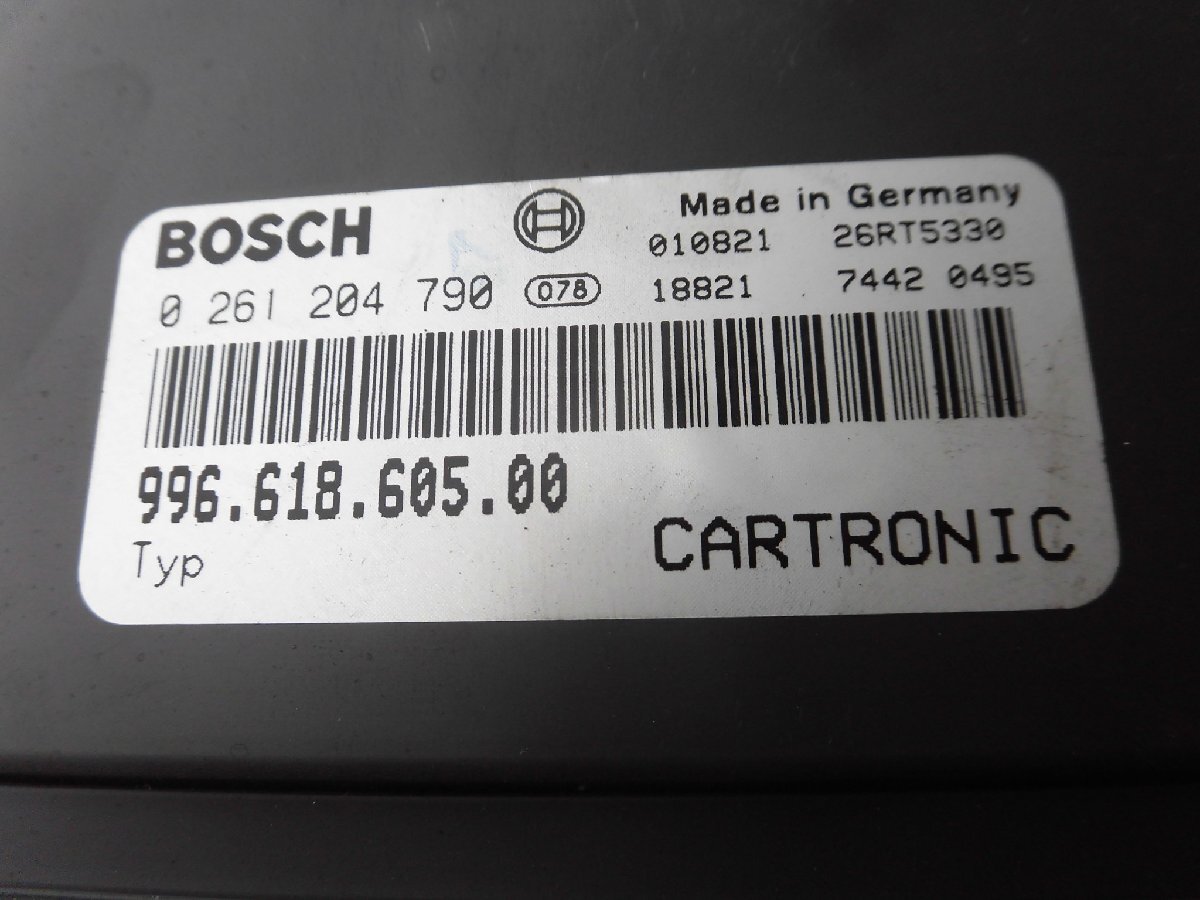 BOSCH
Made in Germany
010821 26RT5330
0 261 204 790 078 18821 7442 0495
996.618.605.00
Typ CARTRONIC